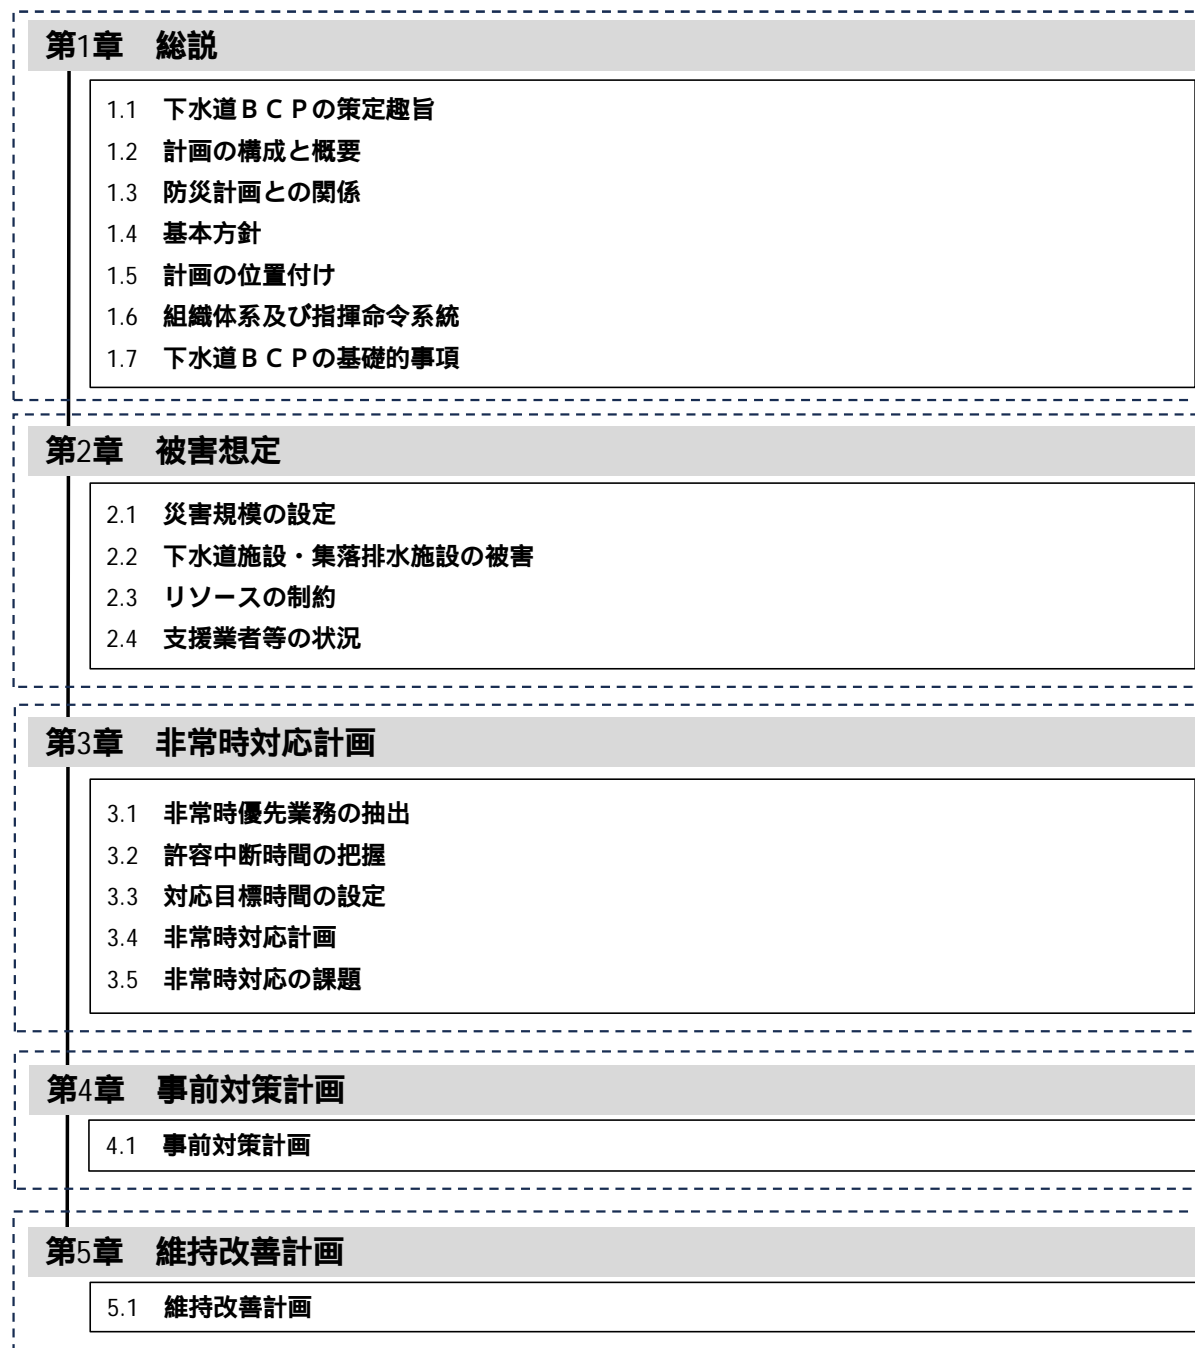 第1章 総説
1.1 下水道BCPの策定趣旨
1.2 計画の構成と概要
1.3 防災計画との関係
1.4 基本方針
1.5 計画の位置付け
1.6 組織体系及び指揮命令系統
1.7 下水道BCPの基礎的事項
第2章 被害想定
2.1 災害規模の設定
2.2 下水道施設・集落排水施設の被害
2.3 リソースの制約
2.4 支援業者等の状況
第3章 非常時対応計画
3.1 非常時優先業務の抽出
3.2 許容中断時間の把握
3.3 対応目標時間の設定
3.4 非常時対応計画
3.5 非常時対応の課題
第4章 事前対策計画
4.1 事前対策計画
第5章 維持改善計画
5.1 維持改善計画